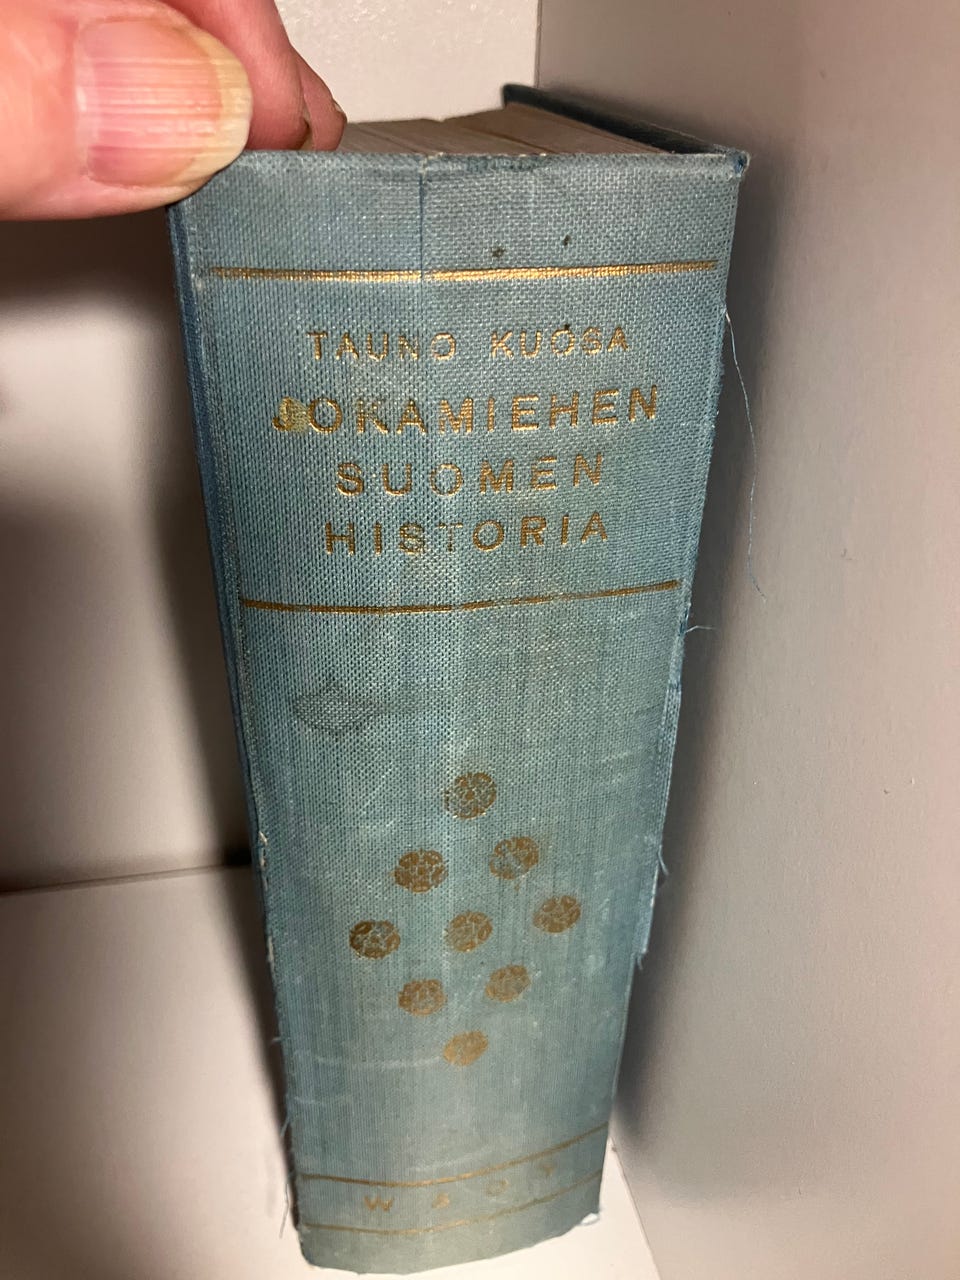 TAUNO KUOSA
JOKAMIEHEN
SUOMEN
HISTORIA
WSOY